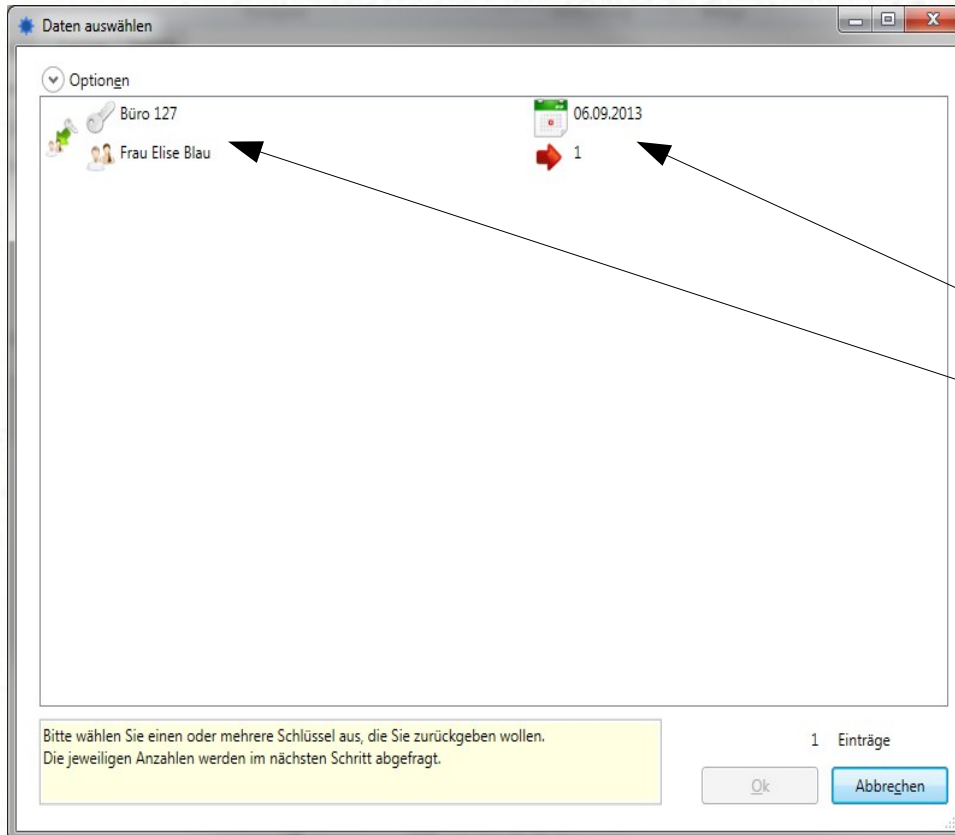 Daten auswählen
Optionen
Büro 127 06.09.2013
Frau Elise Blau 1
Bitte wählen Sie einen oder mehrere Schlüssel aus, die Sie zurückgeben wollen.
Die jeweiligen Anzahlen werden im nächsten Schritt abgefragt.
1 Einträge
Ok Abbrechen